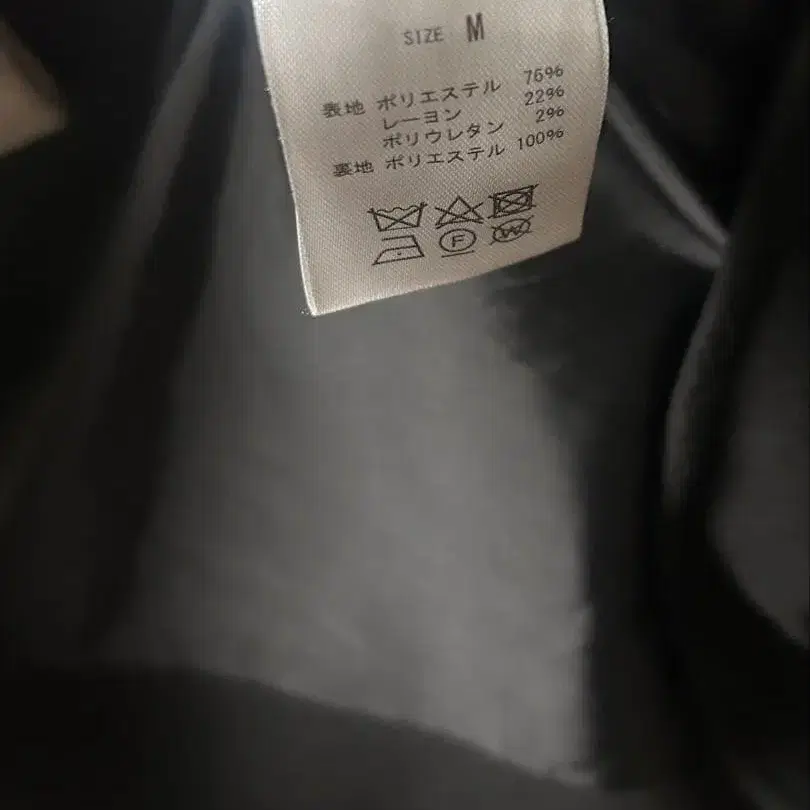 SIZE M
表地 ポリエステル 76%
レーヨン 22%
ポリウレタン 2%
裏地 ポリエステル 100%
F
W